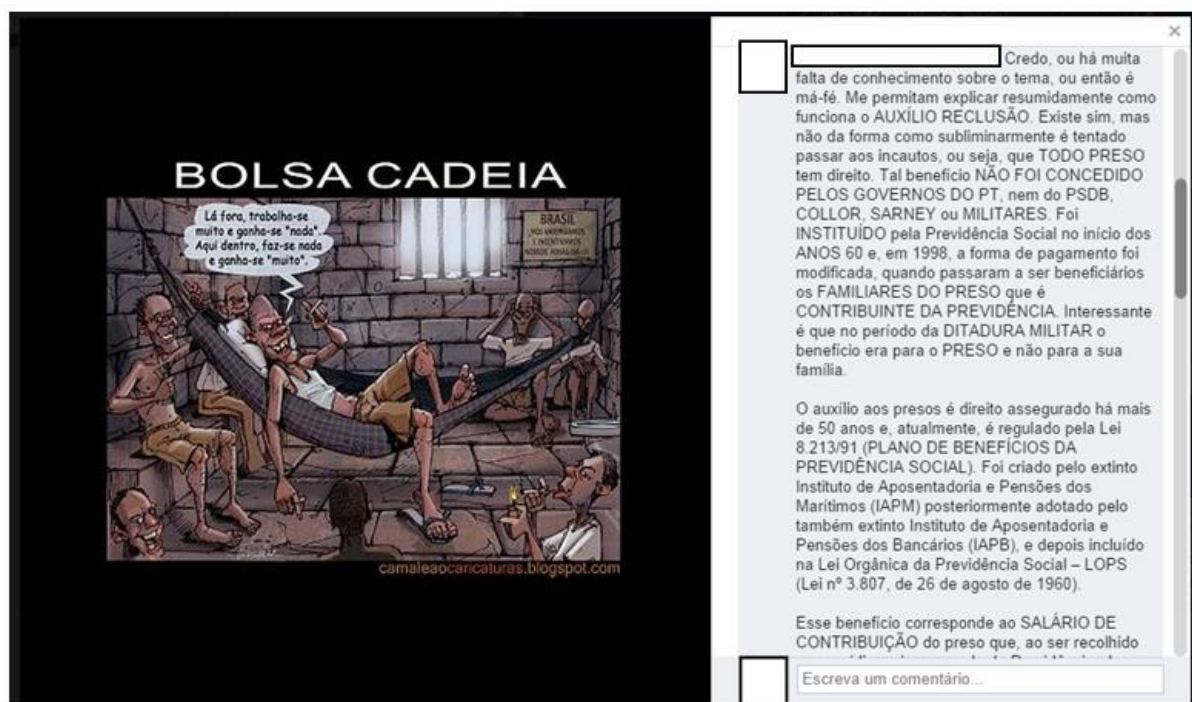 BOLSA CADEIA
Lá fora, trabalha-se
muito e ganha-se "nada".
Aqui dentro, faz-se nada
e ganha-se "muito".
BRASIL
camaleaocaricaturas.blogspot.com
×
Credo, ou há muita
falta de conhecimento sobre o tema, ou então é
má-fé. Me permitam explicar resumidamente como
funciona o AUXÍLIO RECLUSÃO. Existe sim, mas
não da forma como subliminarmente é tentado
passar aos incautos, ou seja, que TODO PRESO
tem direito. Tal benefício NÃO FOI CONCEDIDO
PELOS GOVERNOS DO PT, nem do PSDB,
COLLOR, SARNEY ou MILITARES. Foi
INSTITUÍDO pela Previdência Social no início dos
ANOS 60 e, em 1998, a forma de pagamento foi
modificada, quando passaram a ser beneficiários
os FAMILIARES DO PRESO que é
CONTRIBUINTE DA PREVIDÊNCIA. Interessante
é que no período da DITADURA MILITAR o
benefício era para o PRESO e não para a sua
família.
O auxílio aos presos é direito assegurado há mais
de 50 anos e, atualmente, é regulado pela Lei
8.213/91 (PLANO DE BENEFÍCIOS DA
PREVIDÊNCIA SOCIAL). Foi criado pelo extinto
Instituto de Aposentadoria e Pensões dos
Marítimos (IAPM) posteriormente adotado pelo
também extinto Instituto de Aposentadoria e
Pensões dos Bancários (IAPB), e depois incluído
na Lei Orgânica da Previdência Social – LOPS
(Lei nº 3.807, de 26 de agosto de 1960).
Esse benefício corresponde ao SALÁRIO DE
CONTRIBUIÇÃO do preso que, ao ser recolhido
Escreva um comentário...